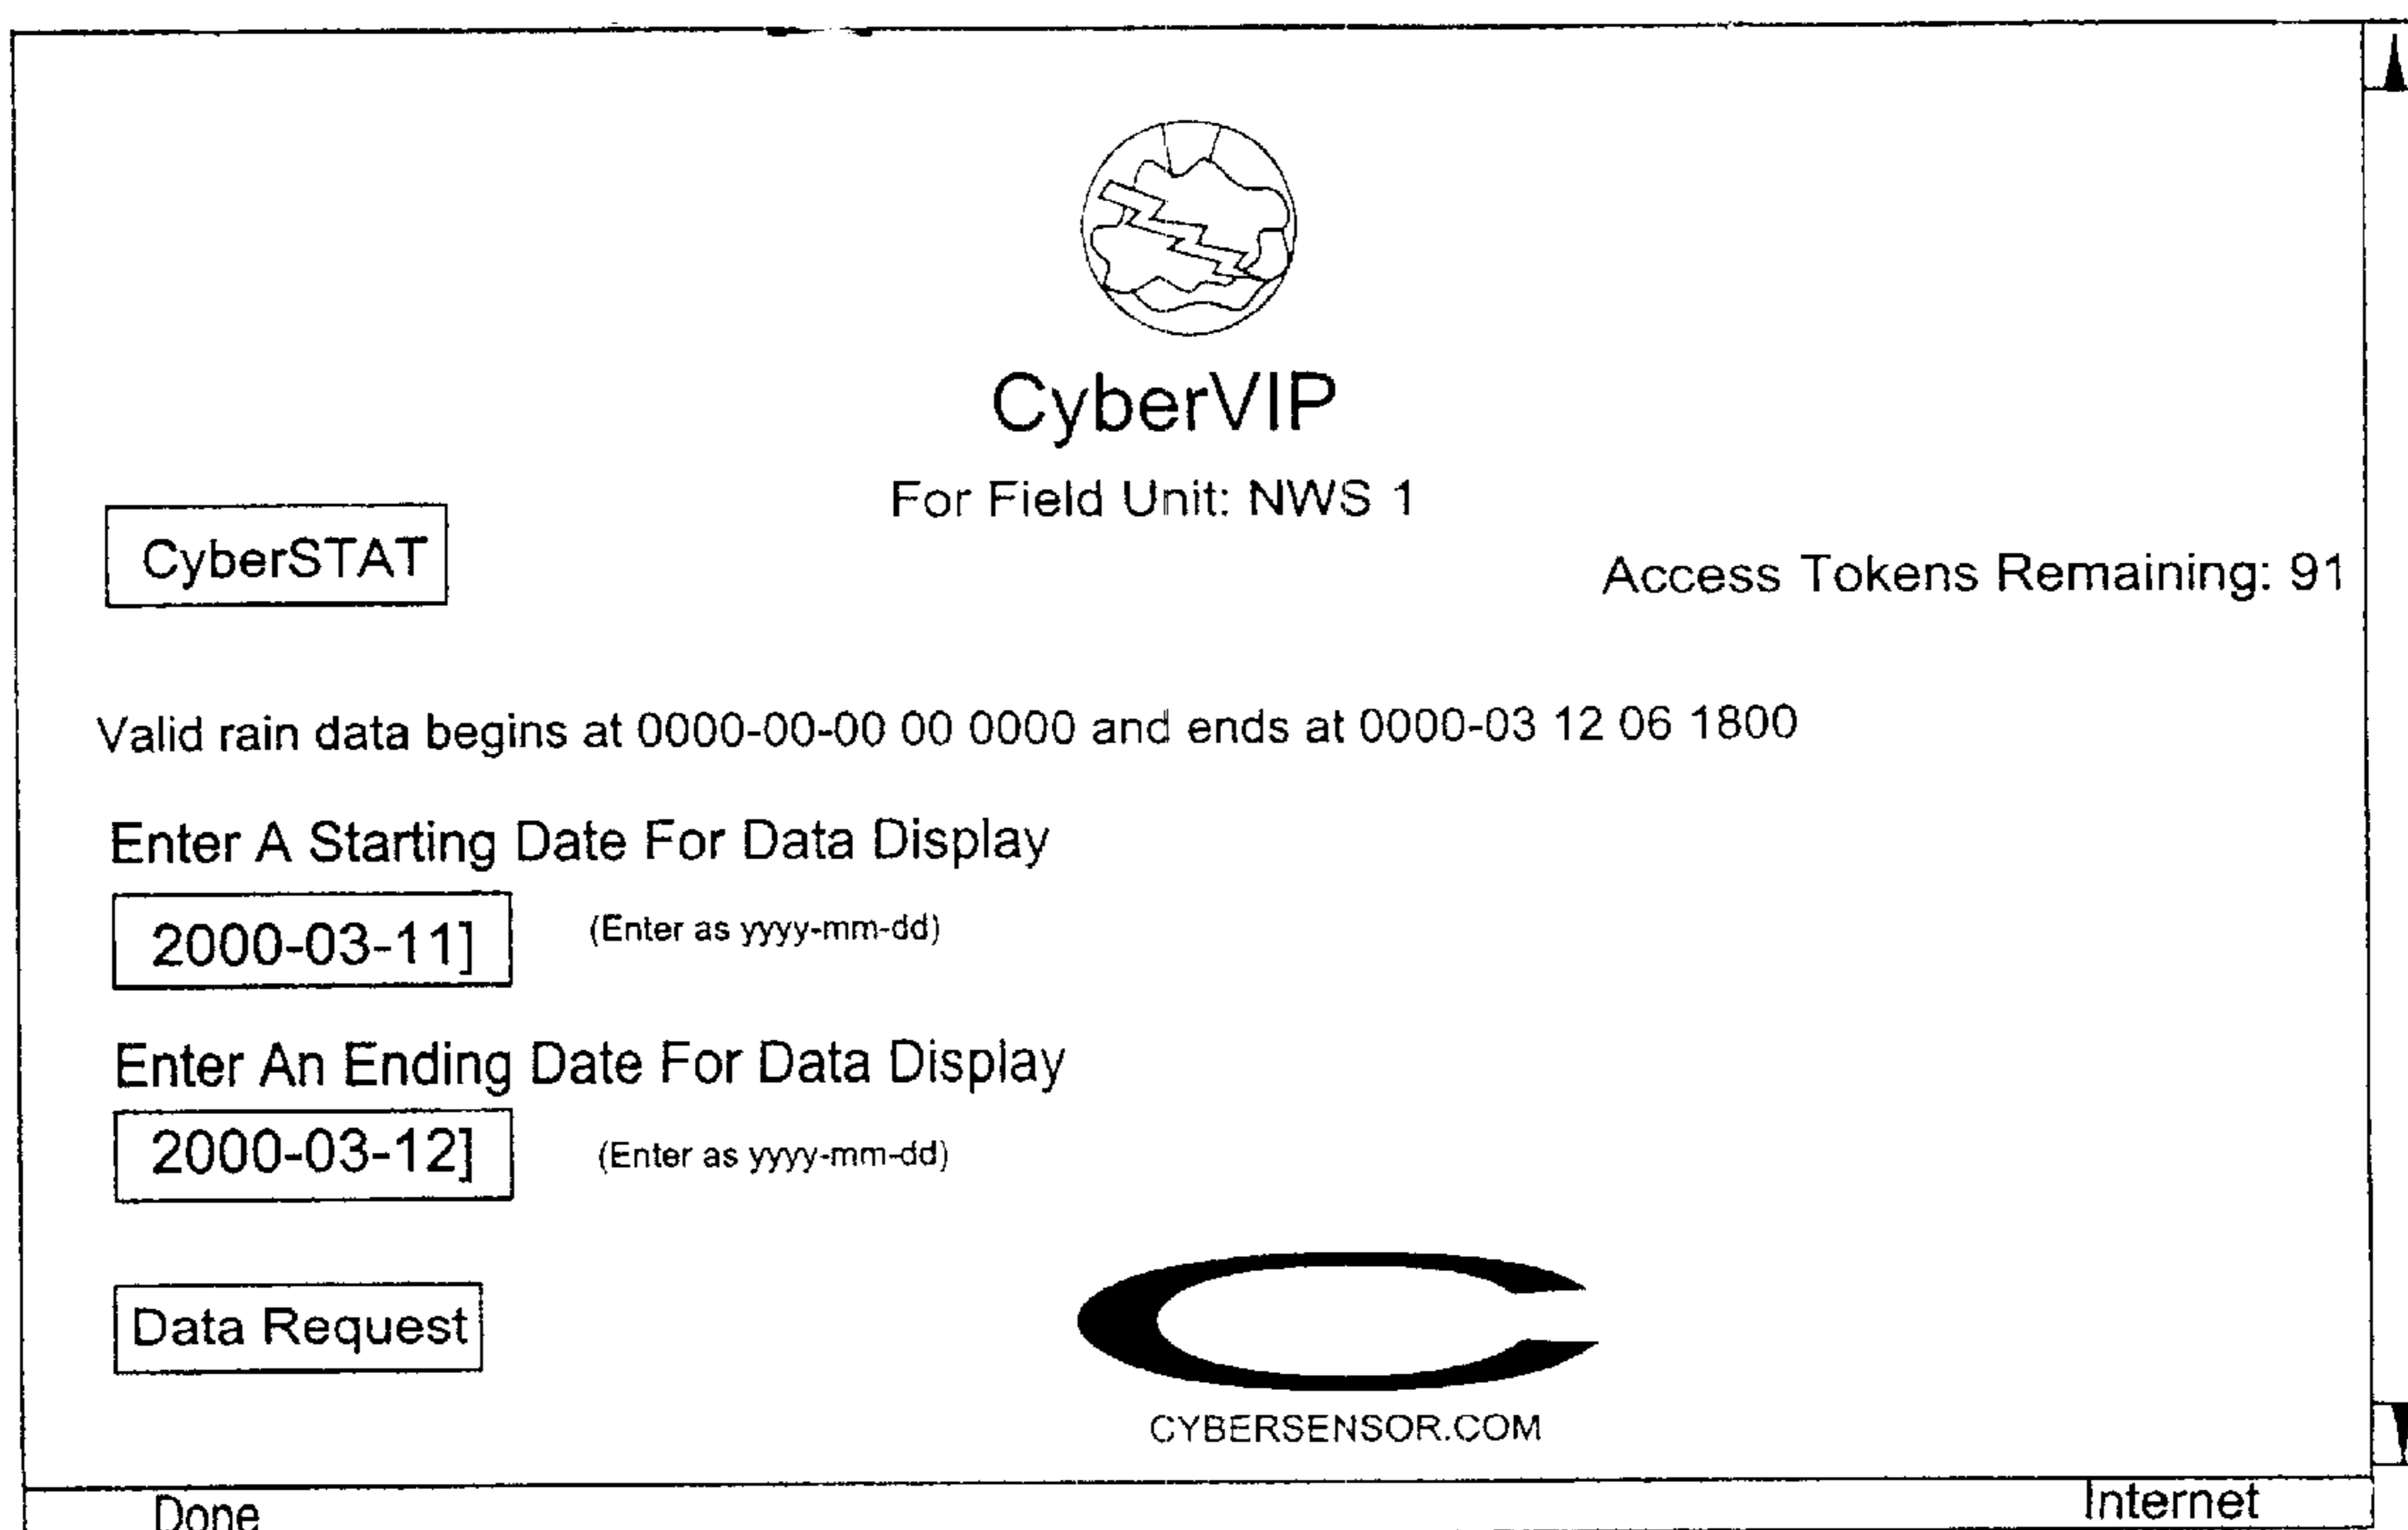 CyberVIP
For Field Unit: NWS 1
CyberSTAT
Access Tokens Remaining: 91
Valid rain data begins at 0000-00-00 00 0000 and ends at 0000-03 12 06 1800
Enter A Starting Date For Data Display
2000-03-11] (Enter as yyyy-mm-dd)
Enter An Ending Date For Data Display
2000-03-12] (Enter as yyyy-mm-dd)
Data Request
CYBERSENSOR.COM
Done Internet